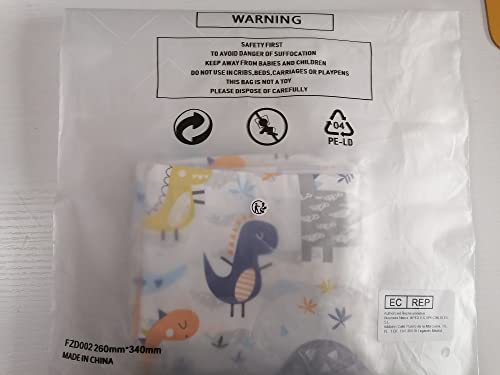 WARNING
SAFETY FIRST
TO AVOID DANGER OF SUFFOCATION
KEEP AWAY FROM BABIES AND CHILDREN
DO NOT USE IN CRIBS,BEDS,CARRIAGES OR PLAYPENS
THIS BAG IS NOT A TOY
PLEASE DISPOSE OF CAREFULLY
04
PE-LD
EC REP
FZD002 260mm*340mm
MADE IN CHINA